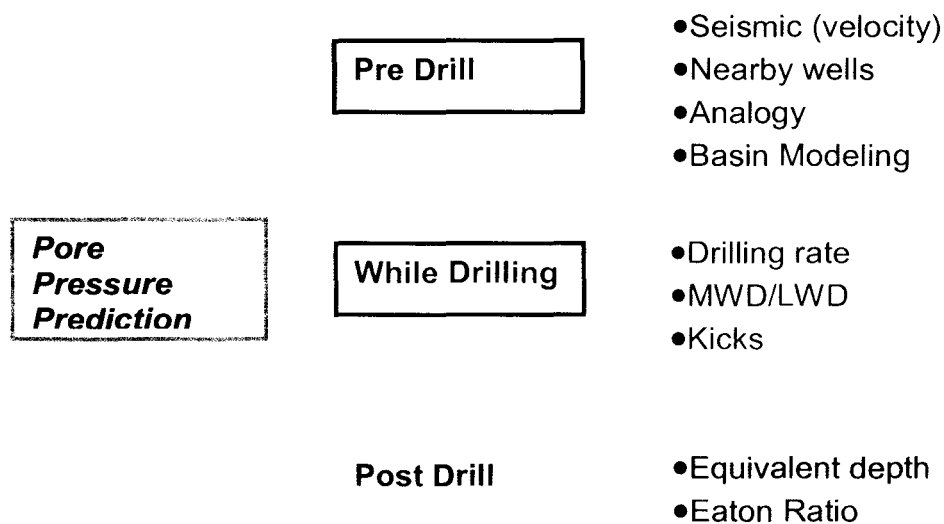 Pre Drill
•Seismic (velocity)
•Nearby wells
•Analogy
•Basin Modeling
Pore
Pressure
Prediction
While Drilling
•Drilling rate
•MWD/LWD
•Kicks
Post Drill
•Equivalent depth
•Eaton Ratio